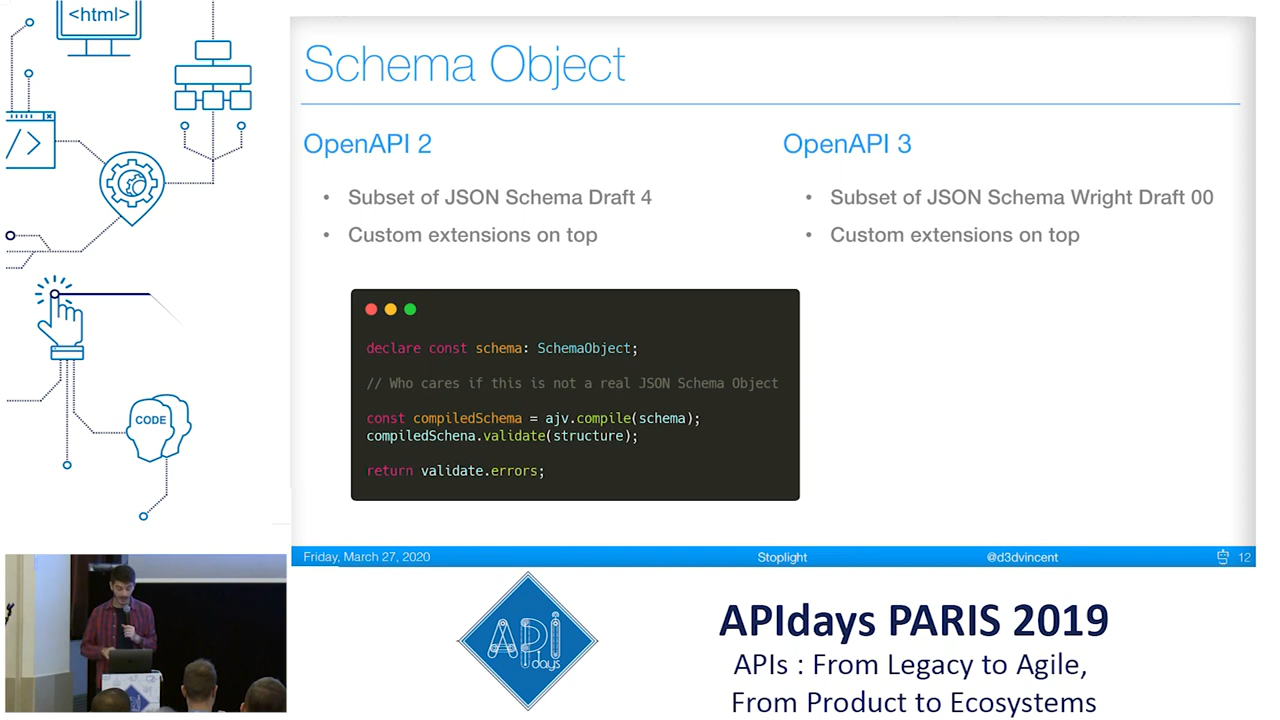 <html>
</>
CODE
Schema Object
OpenAPI 2
• Subset of JSON Schema Draft 4
• Custom extensions on top
OpenAPI 3
• Subset of JSON Schema Wright Draft 00
• Custom extensions on top
declare const schema: SchemaObject;
// Who cares if this is not a real JSON Schema Object
const compiledSchema = ajv.compile(schema);
compiledSchena.validate(structure);
return validate.errors;
Friday, March 27, 2020
Stoplight
@d3dvincent
12
API
days
APIdays PARIS 2019
APIs : From Legacy to Agile,
From Product to Ecosystems